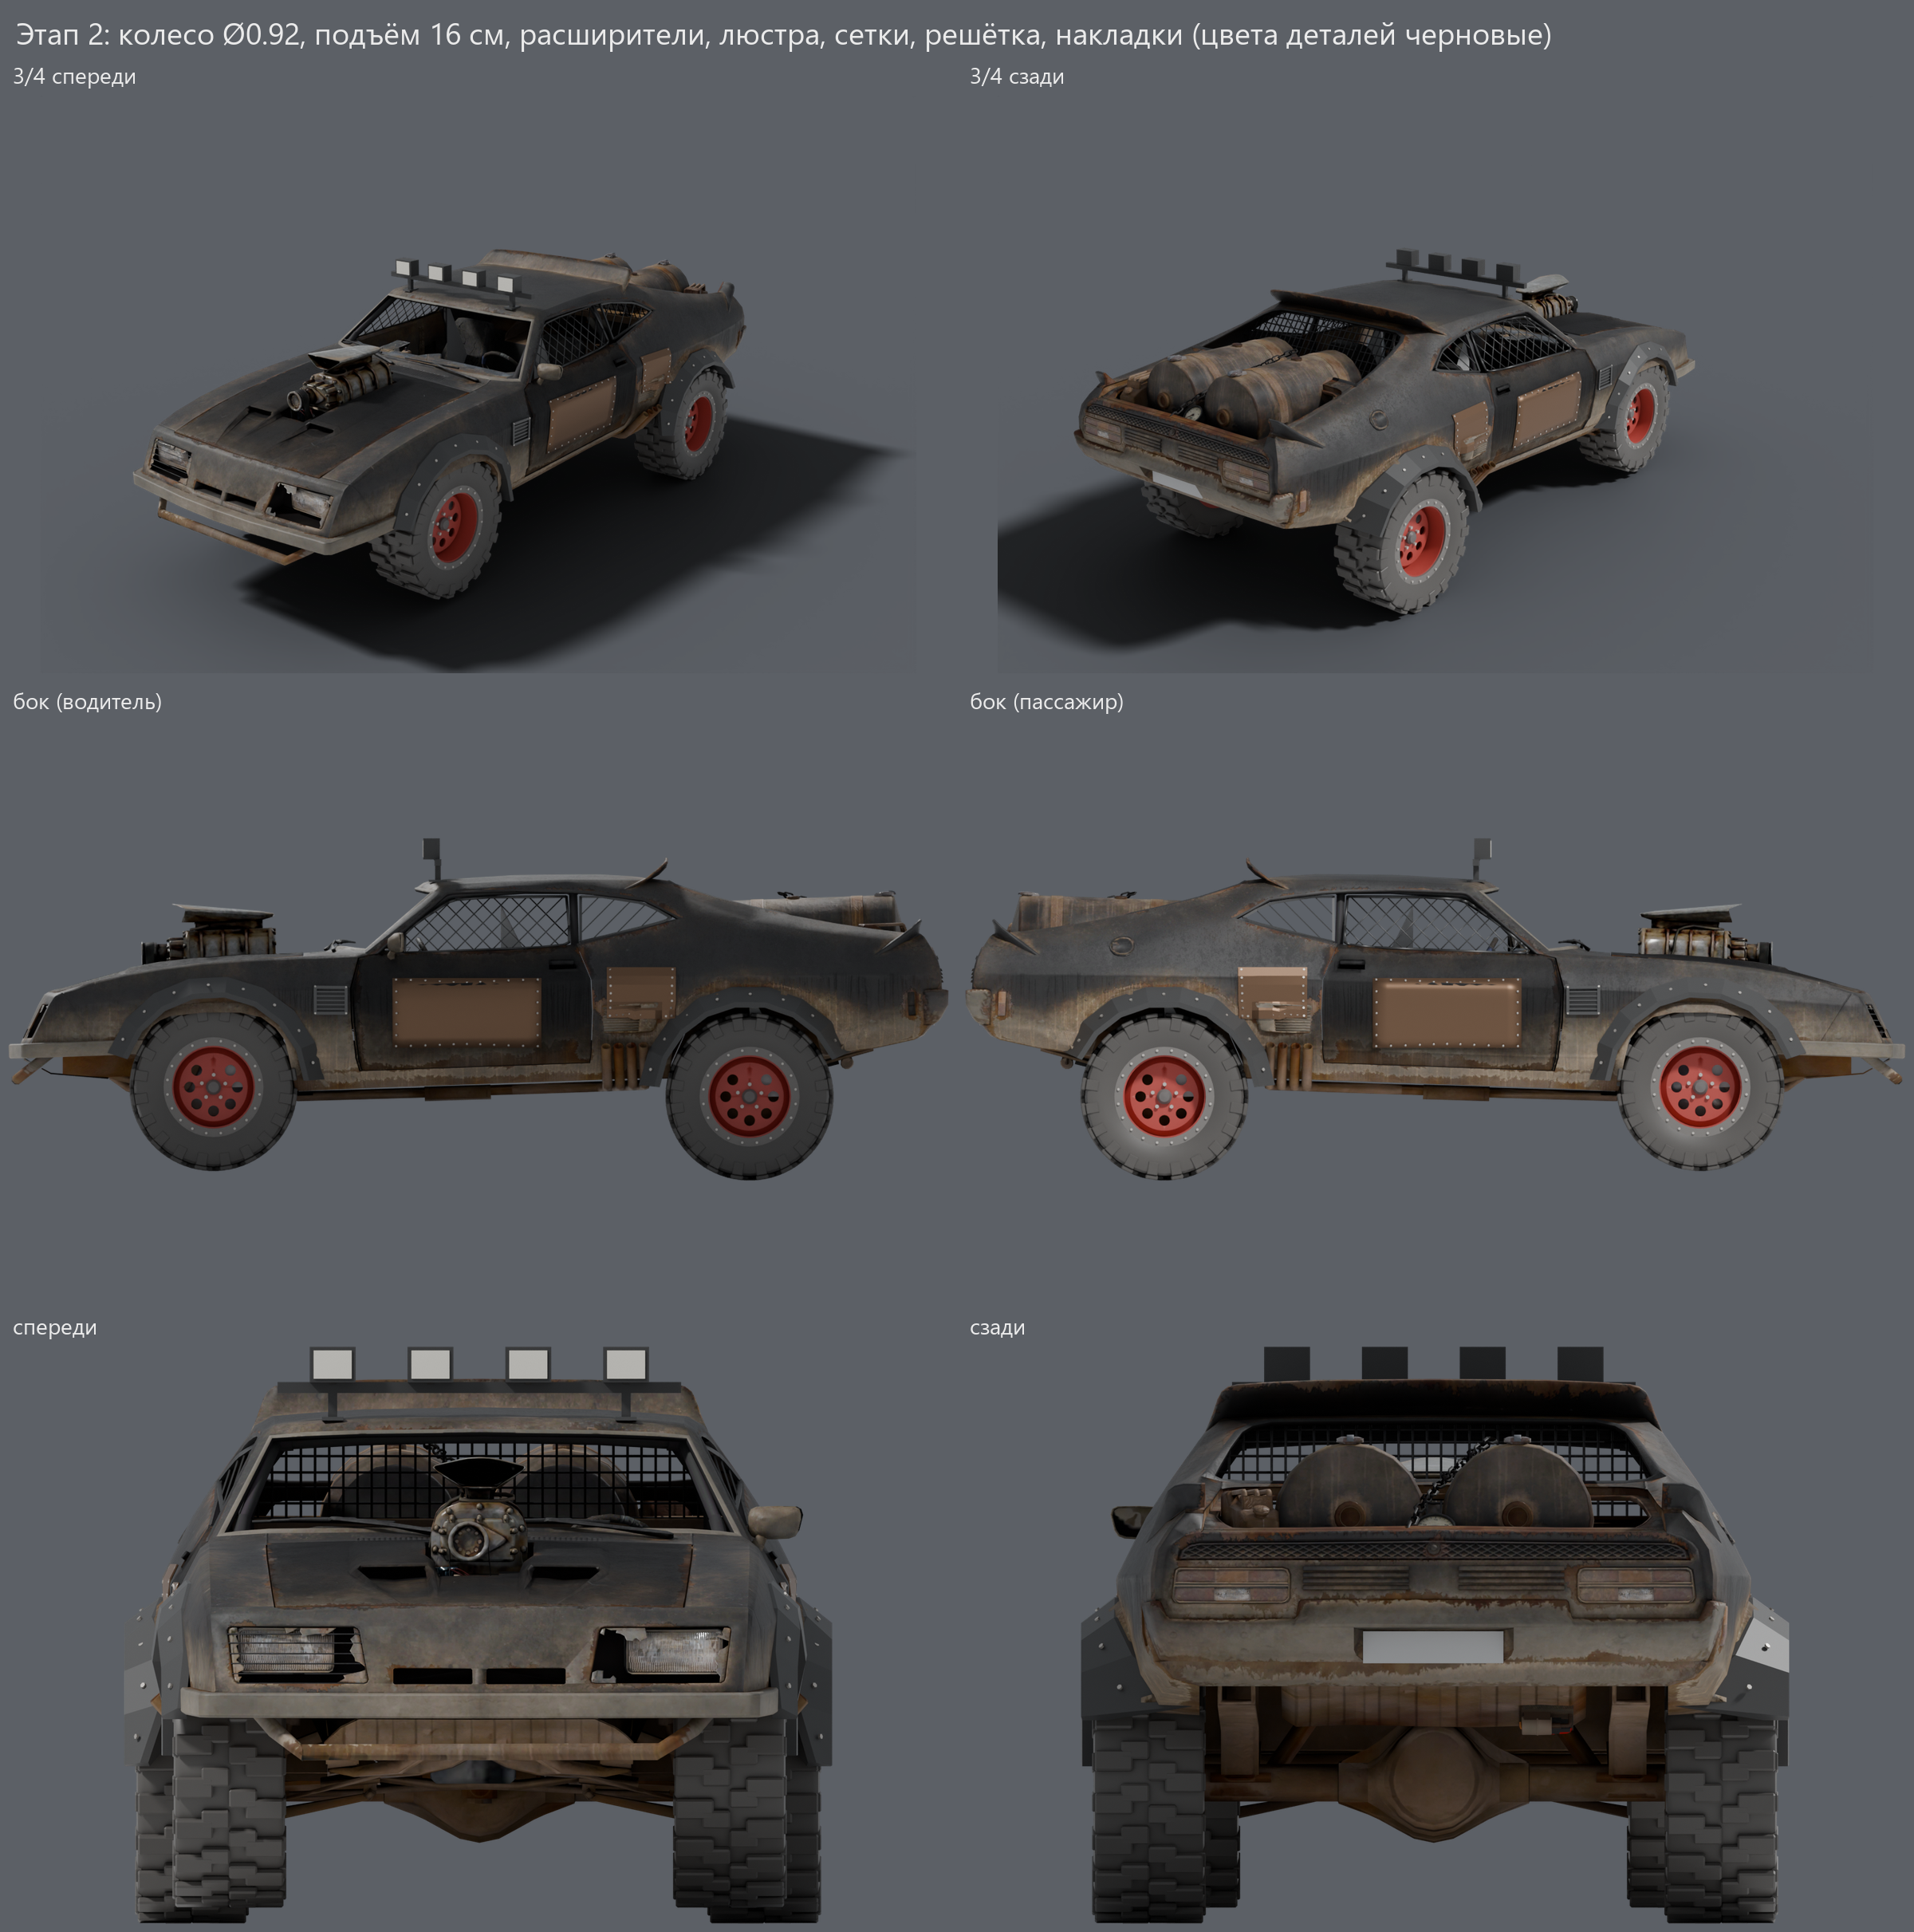 Этап 2: колесо Ø0.92, подъём 16 см, расширители, люстра, сетки, решётка, накладки (цвета деталей черновые)
3/4 спереди
3/4 сзади
бок (водитель)
бок (пассажир)
спереди
сзади